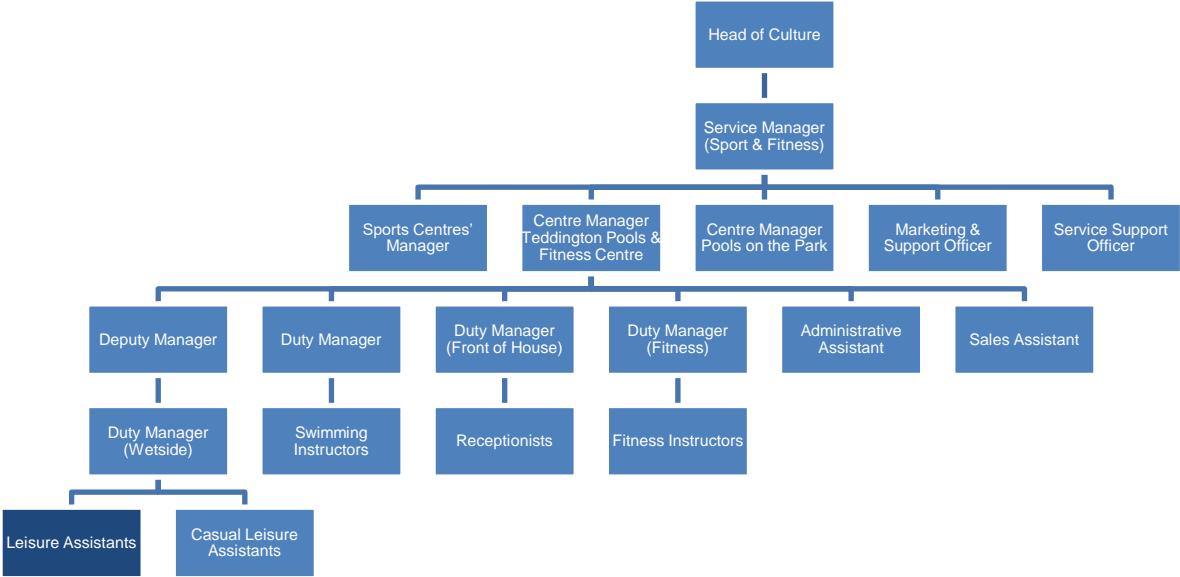 Head of Culture
Service Manager
(Sport & Fitness)
Sports Centres’
Manager
Centre Manager
Teddington Pools &
Fitness Centre
Centre Manager
Pools on the Park
Marketing &
Support Officer
Service Support
Officer
Deputy Manager
Duty Manager
Duty Manager
(Front of House)
Duty Manager
(Fitness)
Administrative
Assistant
Sales Assistant
Duty Manager
(Wetside)
Swimming
Instructors
Receptionists
Fitness Instructors
Leisure Assistants
Casual Leisure
Assistants